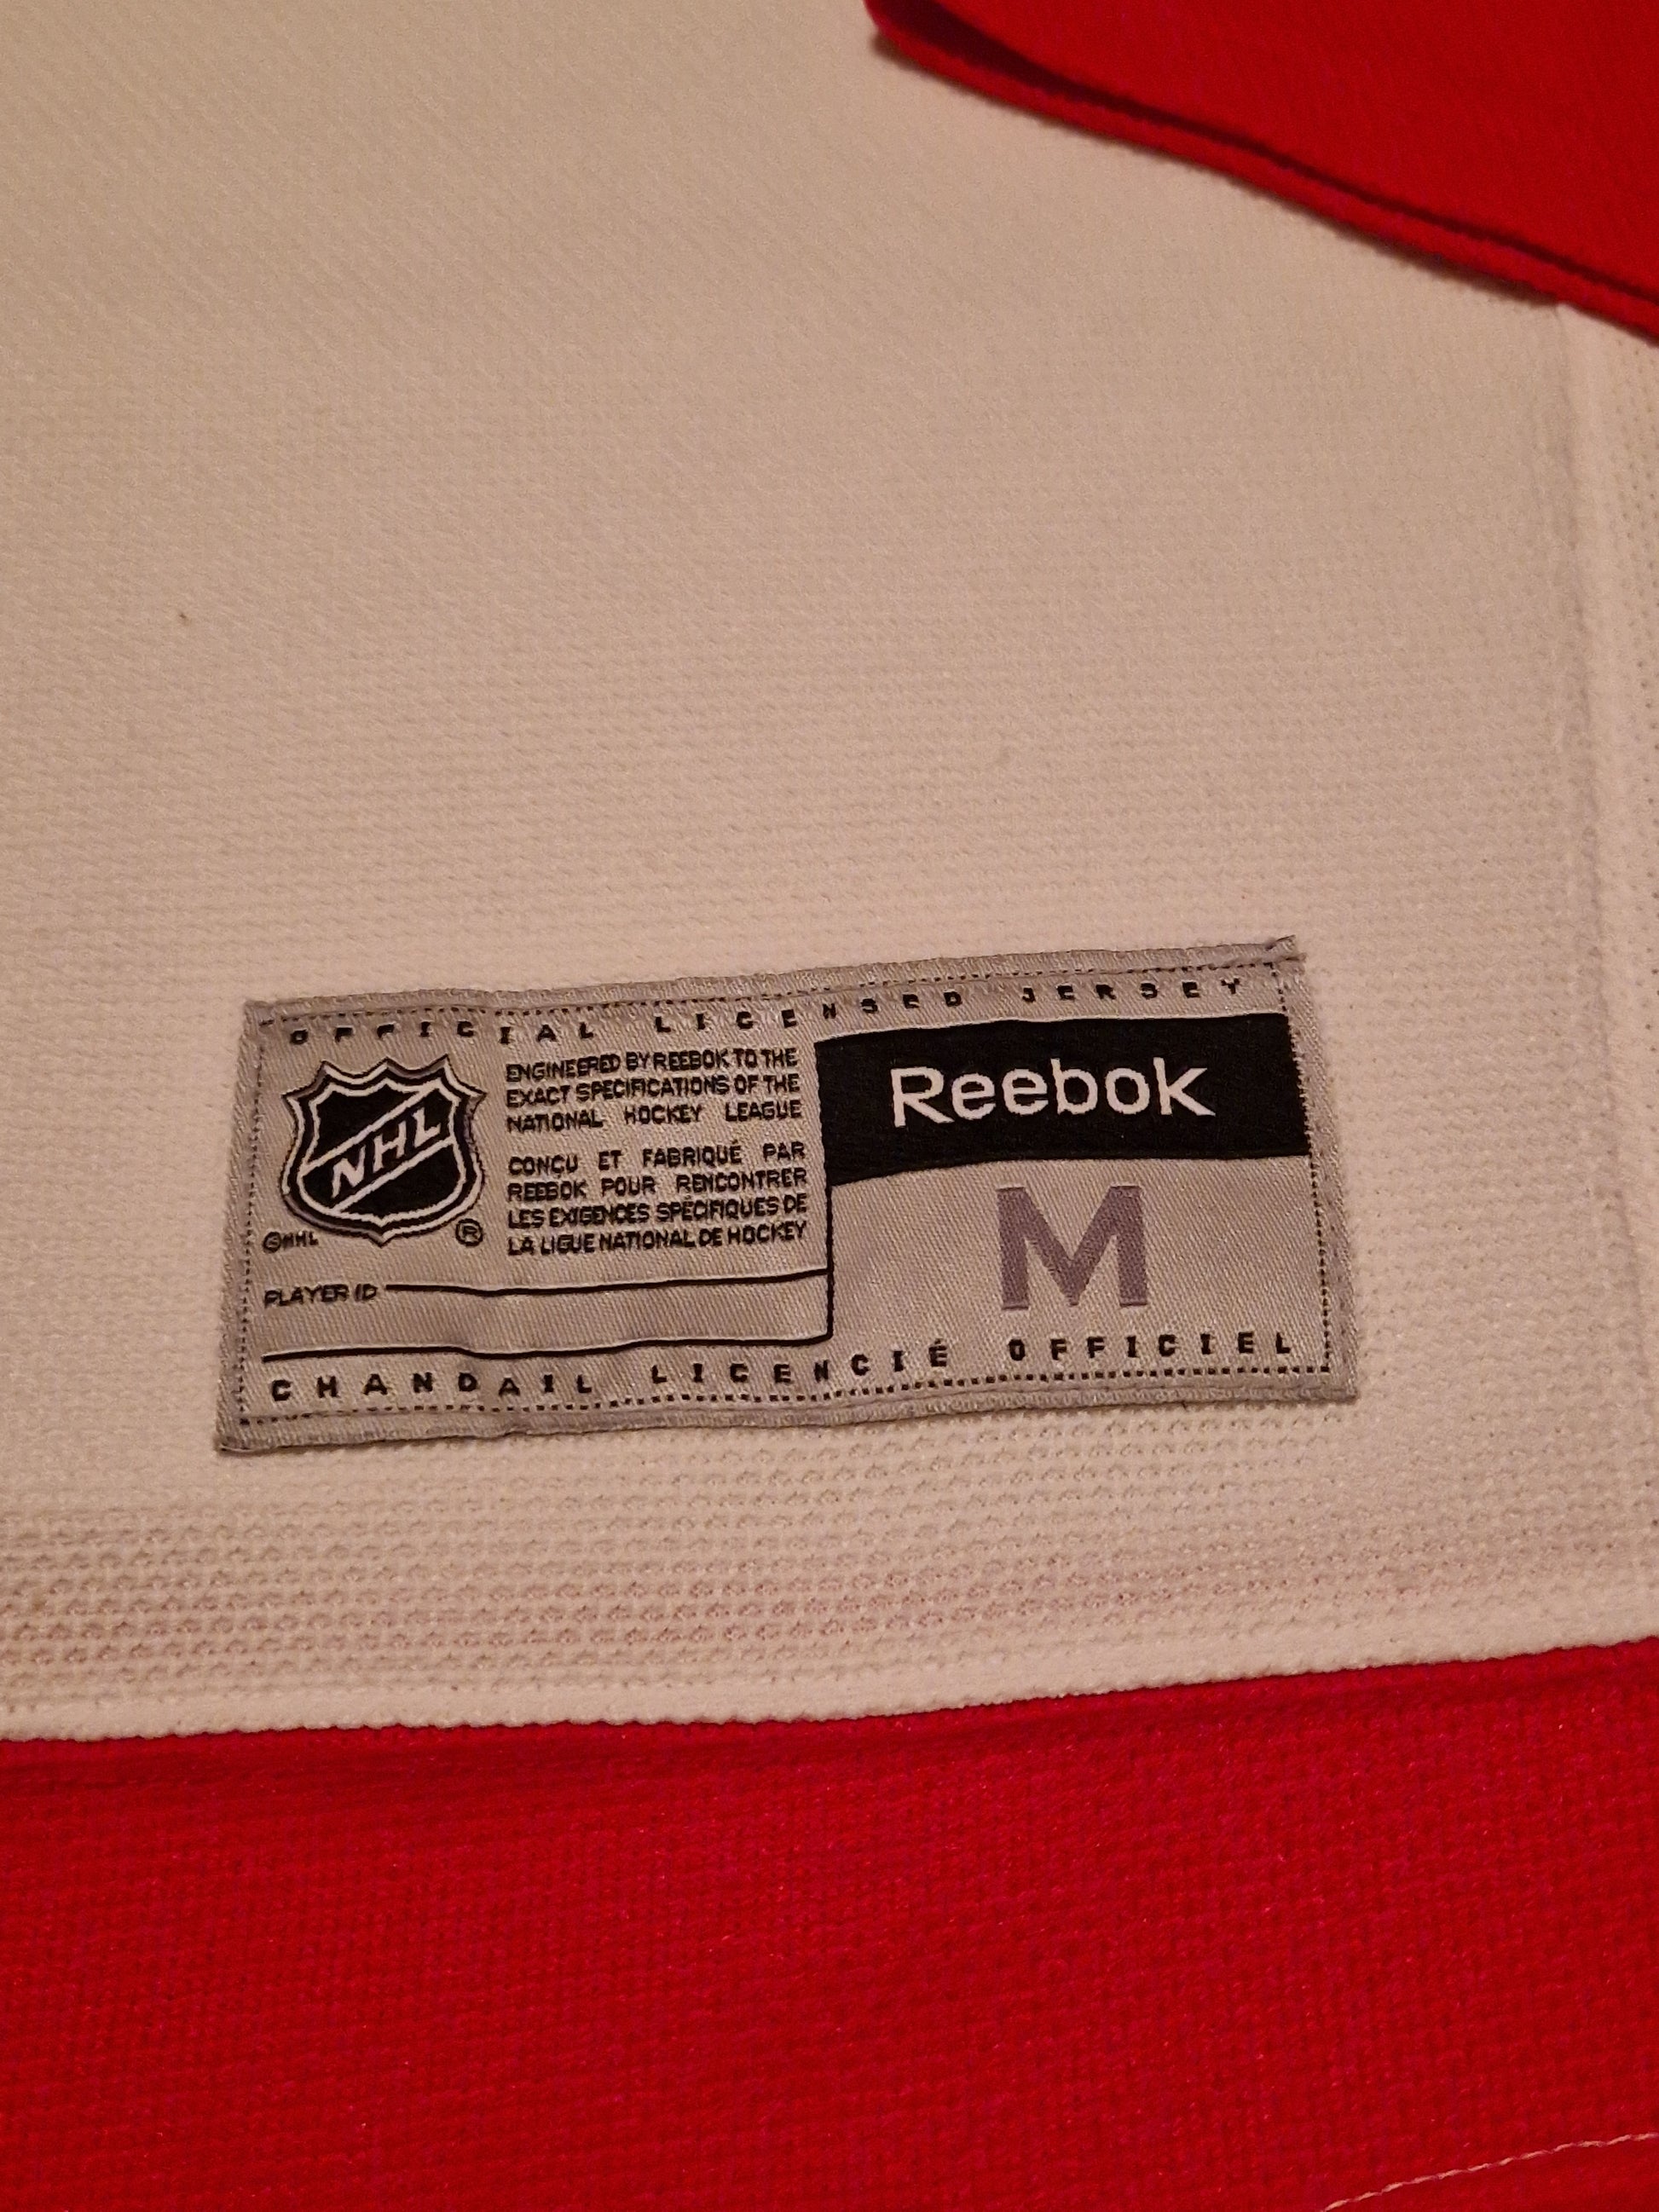 OFFICIAL LICENSED JERSEY
NHL
©NHL
®
ENGINEERED BY REEBOK TO THE
EXACT SPECIFICATIONS OF THE
NATIONAL HOCKEY LEAGUE
CONÇU ET FABRIQUÉ PAR
REEBOK POUR RENCONTRER
LES EXIGENCES SPÉCIFIQUES DE
LA LIGUE NATIONAL DE HOCKEY
PLAYER ID
Reebok
M
CHANDAIL LICENCIÉ OFFICIEL